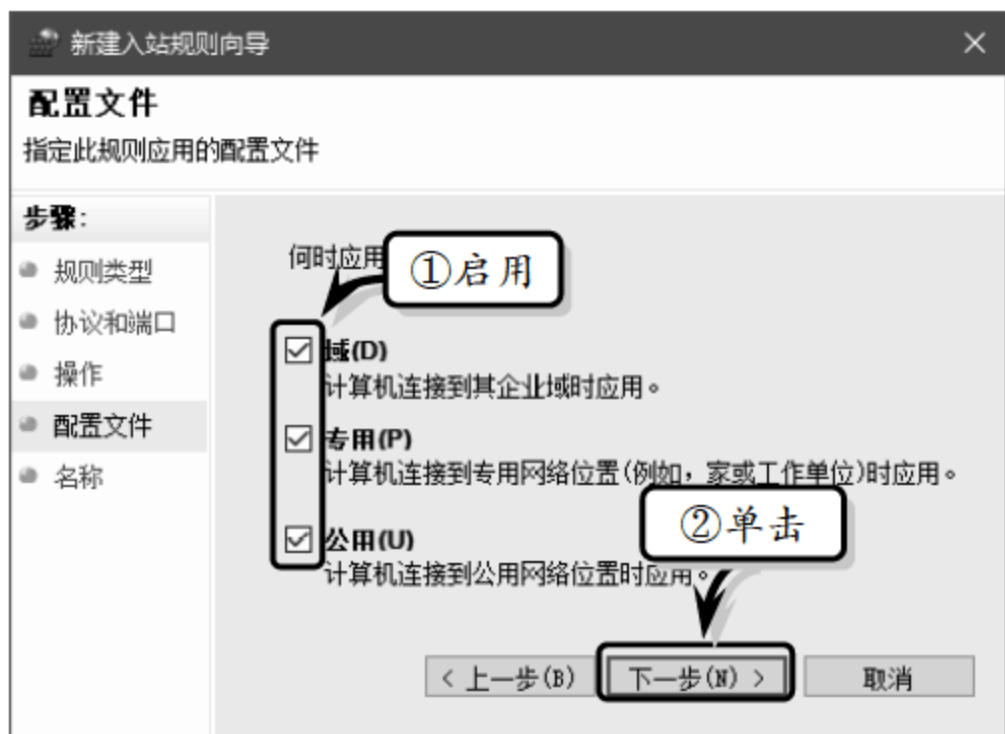 新建入站规则向导
配置文件
指定此规则应用的配置文件
步骤:
规则类型
协议和端口
操作
配置文件
名称
何时应用
①启用
域(D)
计算机连接到其企业域时应用。
专用(P)
计算机连接到专用网络位置(例如，家或工作单位)时应用。
②单击
公用(U)
计算机连接到公用网络位置时应用。
< 上一步(B)
下一步(N) >
取消